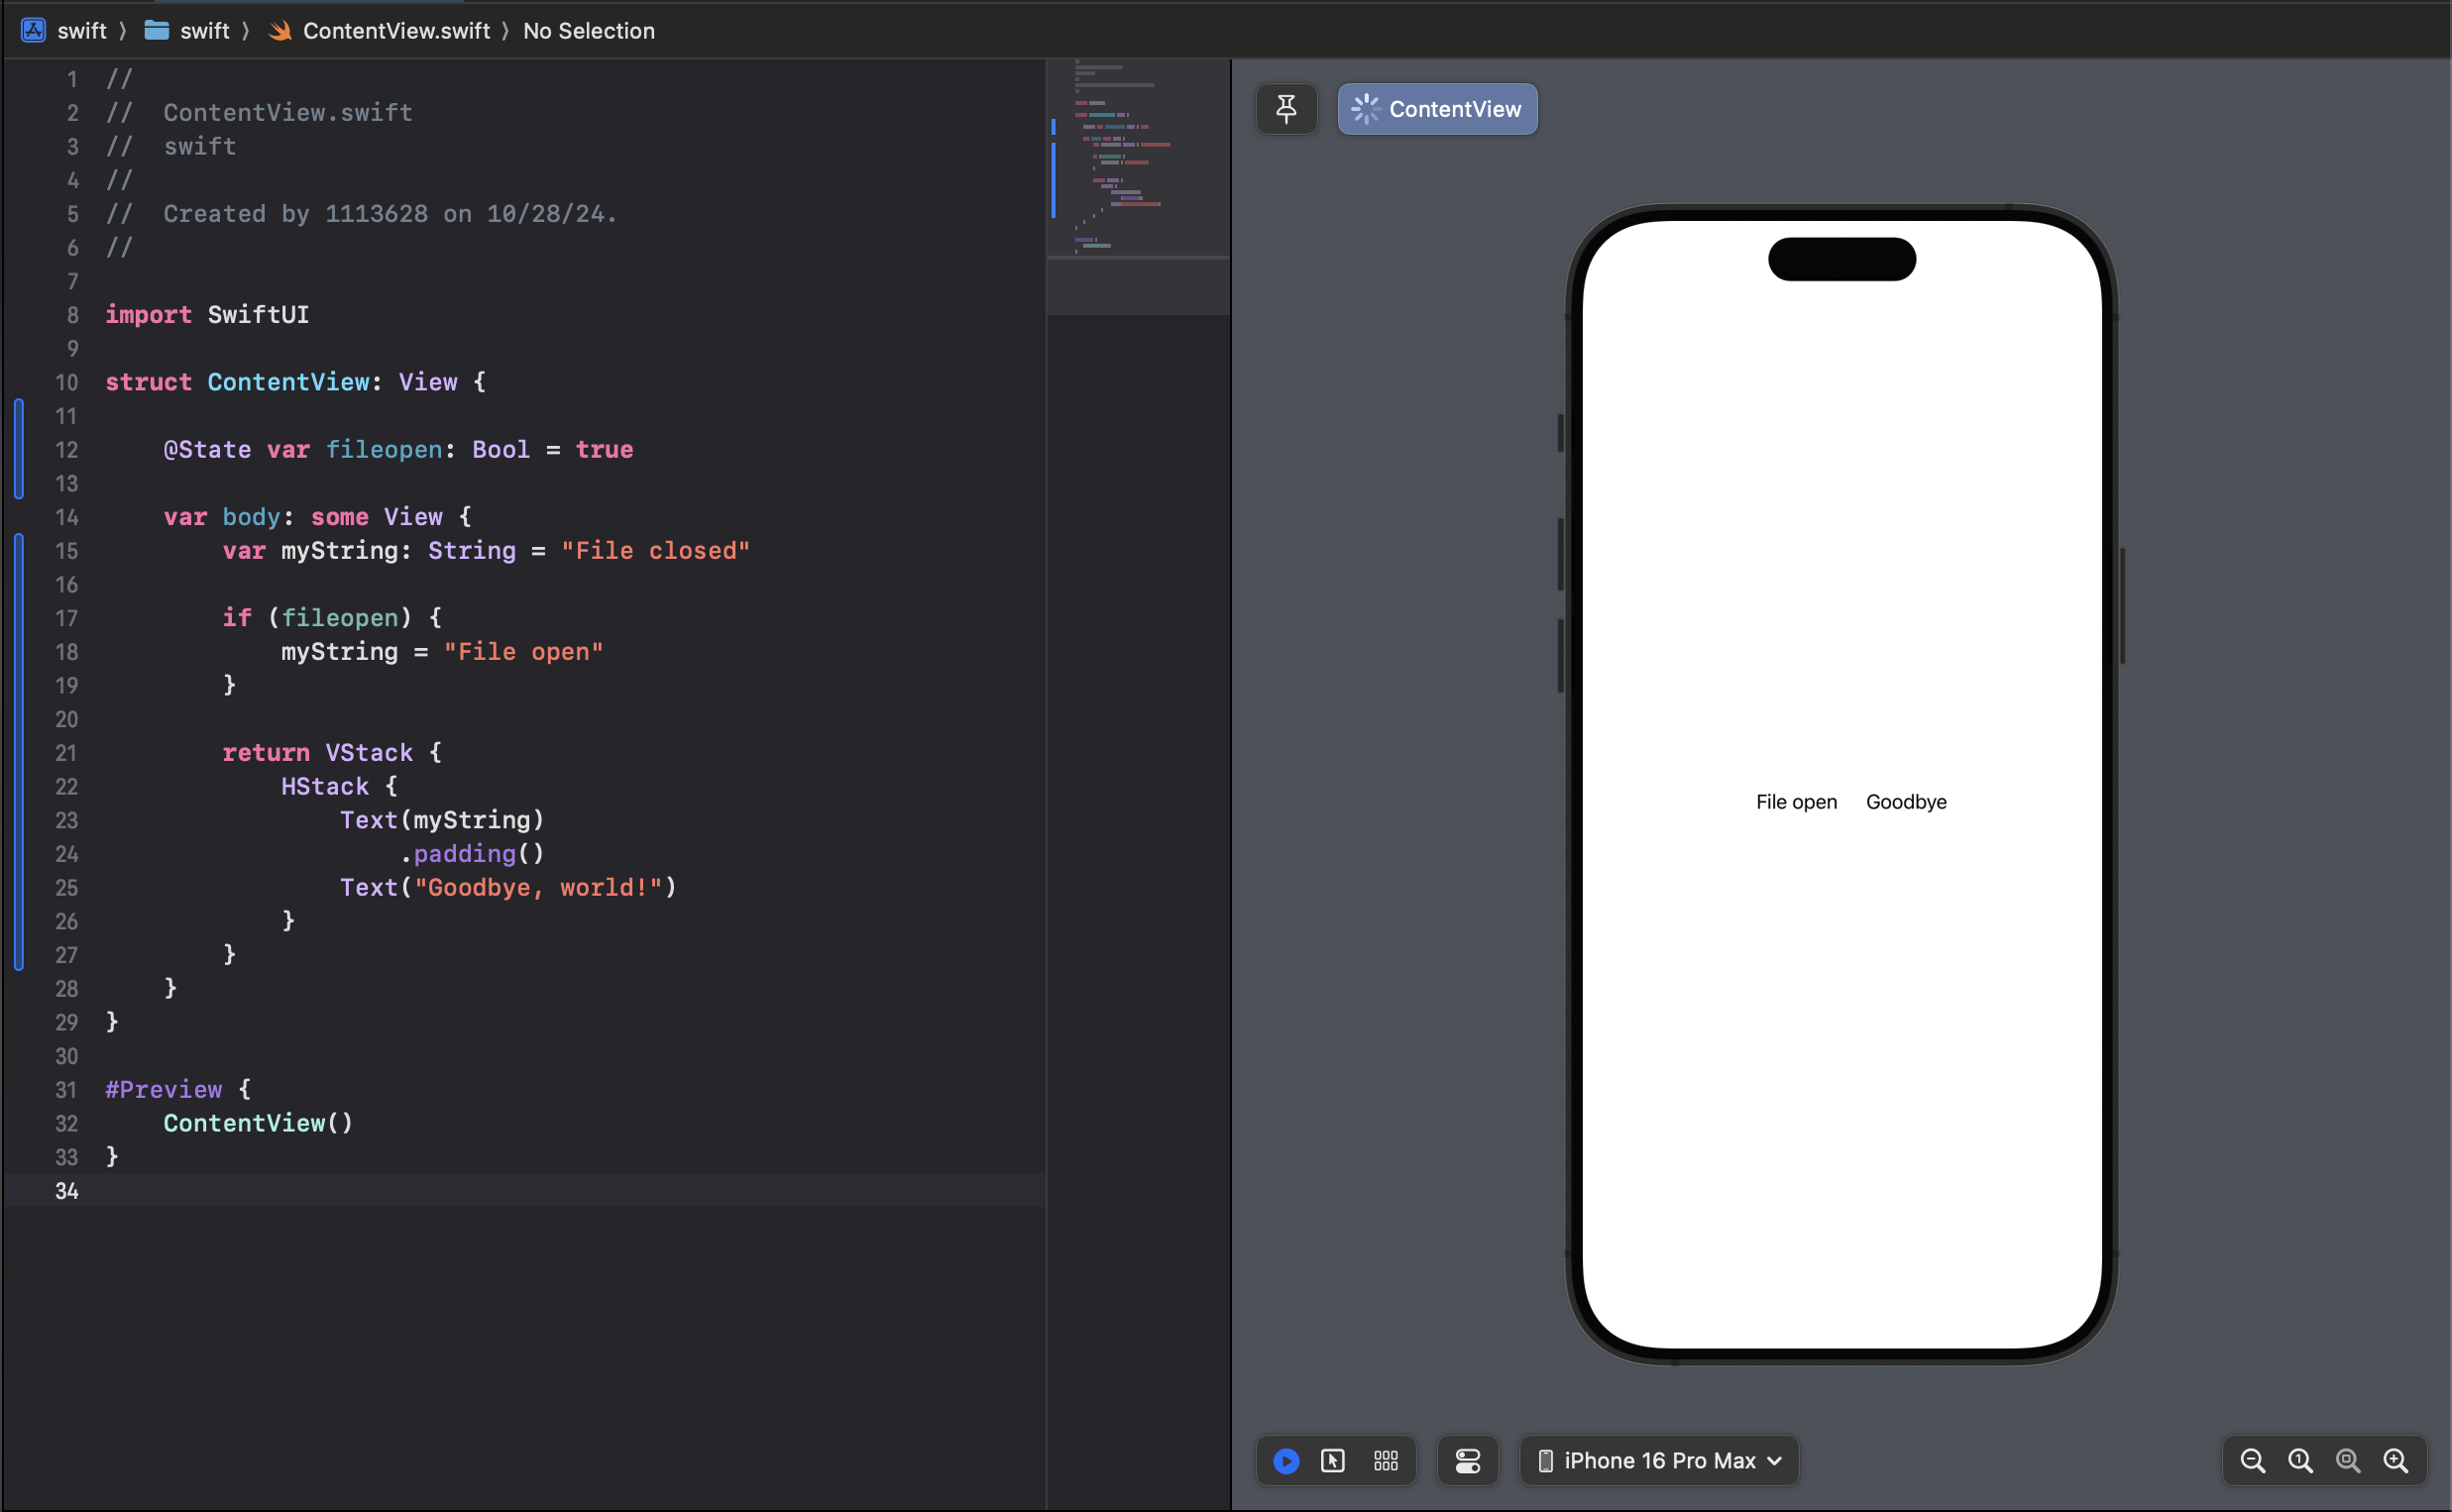 swift 〉 swift 〉 ContentView.swift 〉 No Selection
1 //
2 //  ContentView.swift
3 //  swift
4 //
5 //  Created by 1113628 on 10/28/24.
6 //
7
8 import SwiftUI
9
10 struct ContentView: View {
11
12     @State var fileopen: Bool = true
13
14     var body: some View {
15         var myString: String = "File closed"
16
17         if (fileopen) {
18             myString = "File open"
19         }
20
21         return VStack {
22             HStack {
23                 Text(myString)
24                     .padding()
25                 Text("Goodbye, world!")
26             }
27         }
28     }
29 }
30
31 #Preview {
32     ContentView()
33 }
34
ContentView
File open Goodbye
iPhone 16 Pro Max